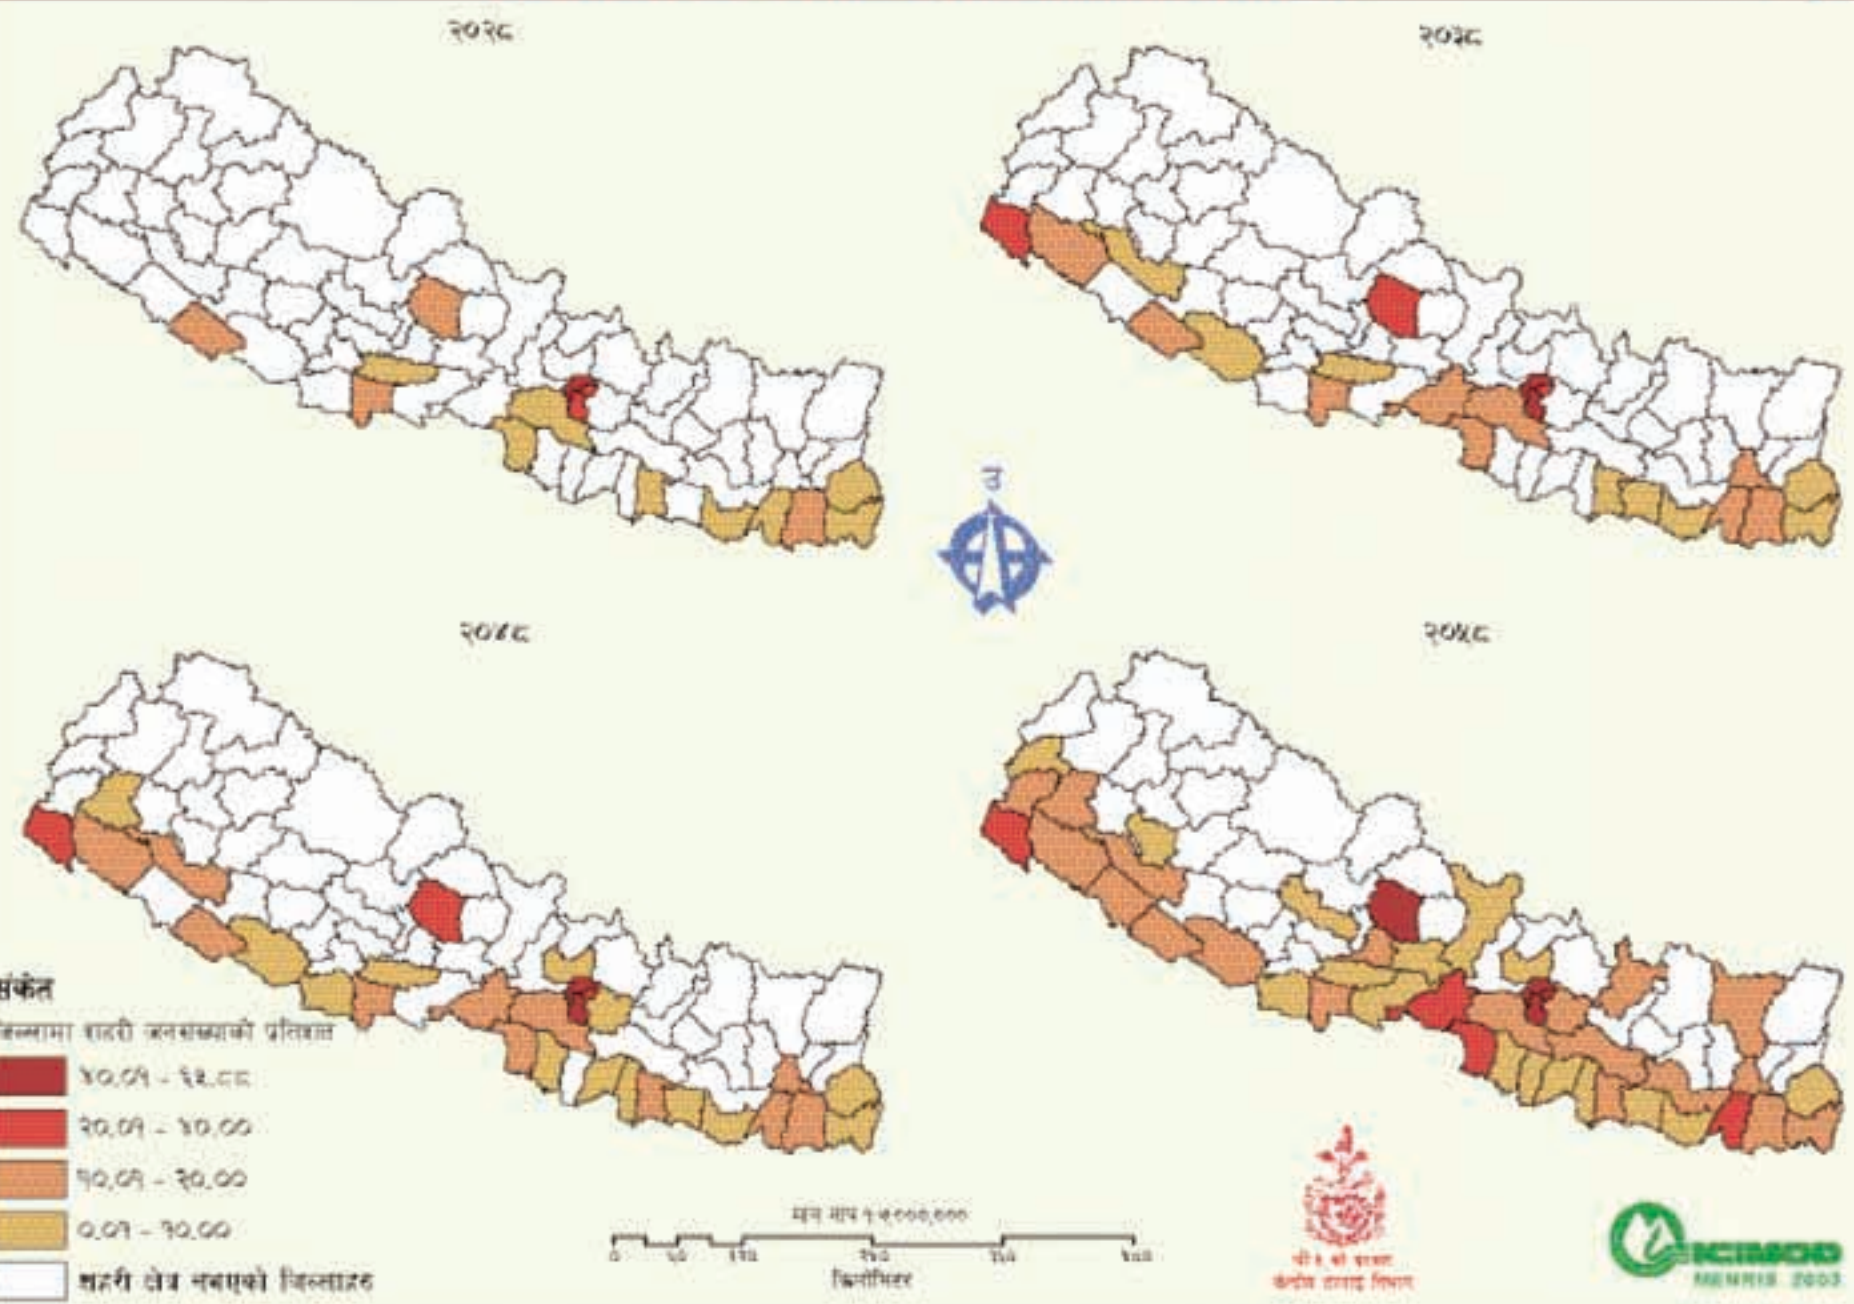 २०२८
२०३८
उ
२०४८
२०५८
संकेत
जिल्लामा शहरी जनसंख्याको प्रतिशत
४०.०१ - ६३.८८
२०.०१ - ४०.००
१०.०१ - २०.००
०.०१ - १०.००
शहरी क्षेत्र नभएको जिल्लाहरु
किलोमिटर
ICIMOD
MENRIS 2003